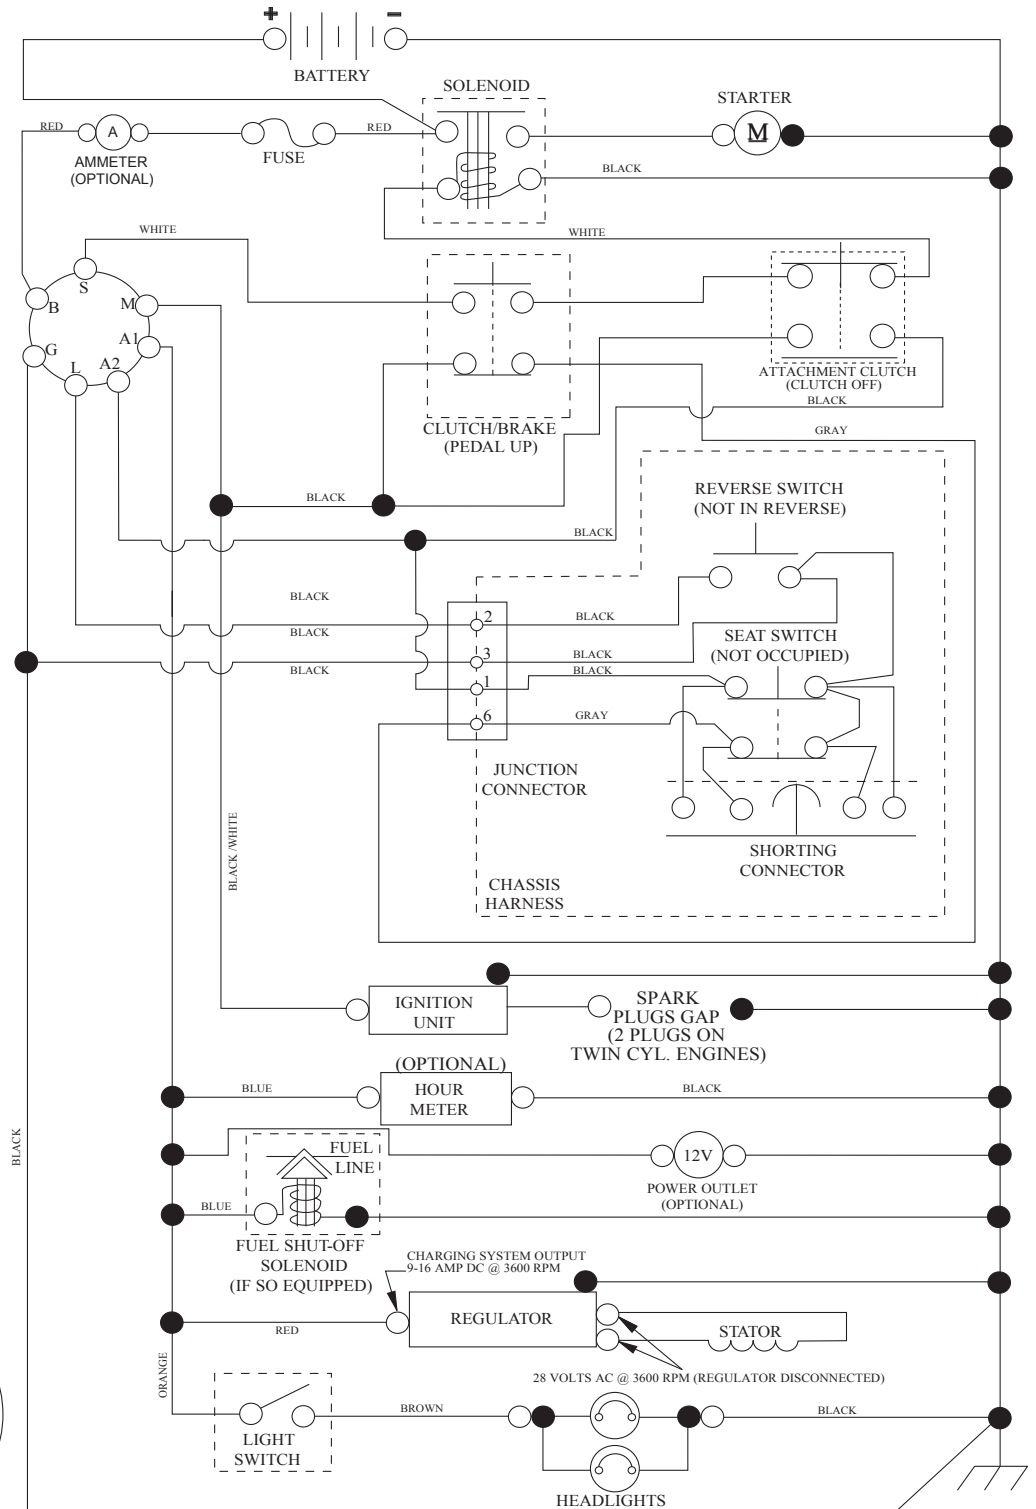 + −
BATTERY
SOLENOID
STARTER
RED
A
RED
M
FUSE
AMMETER
(OPTIONAL)
BLACK
WHITE
WHITE
S
B
M
A1
G
A2
L
ATTACHMENT CLUTCH
(CLUTCH OFF)
BLACK
CLUTCH/BRAKE
(PEDAL UP)
GRAY
REVERSE SWITCH
(NOT IN REVERSE)
BLACK
BLACK
BLACK
2
BLACK
BLACK
SEAT SWITCH
(NOT OCCUPIED)
3
BLACK
BLACK
BLACK
1
6
GRAY
JUNCTION
CONNECTOR
BLACK /WHITE
SHORTING
CONNECTOR
CHASSIS
HARNESS
IGNITION
UNIT
SPARK
PLUGS GAP
(2 PLUGS ON
TWIN CYL. ENGINES)
(OPTIONAL)
BLUE
HOUR
METER
BLACK
BLACK
FUEL
LINE
12V
POWER OUTLET
(OPTIONAL)
BLUE
FUEL SHUT-OFF
SOLENOID
(IF SO EQUIPPED)
CHARGING SYSTEM OUTPUT
9-16 AMP DC @ 3600 RPM
REGULATOR
RED
STATOR
ORANGE
28 VOLTS AC @ 3600 RPM (REGULATOR DISCONNECTED)
BROWN
BLACK
LIGHT
SWITCH
HEADLIGHTS